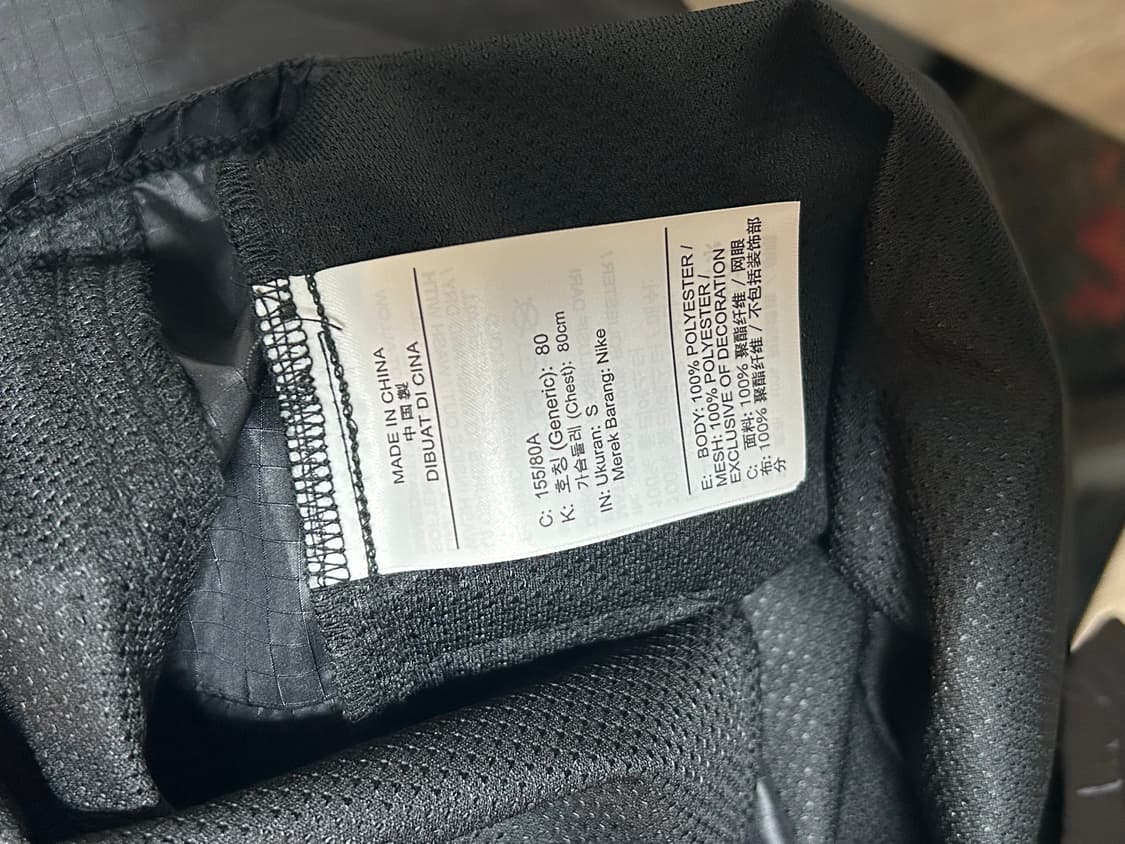 MADE IN CHINA
中国製
DIBUAT DI CINA
C: 155/80A
K: 호칭 (Generic): 80
가슴둘레 (Chest): 80cm
IN: Ukuran: S
Merek Barang: Nike
E: BODY: 100% POLYESTER /
MESH: 100% POLYESTER /
EXCLUSIVE OF DECORATION
C: 面料: 100% 聚酯纤维 / 网眼
布: 100% 聚酯纤维 / 不包括装饰部
分